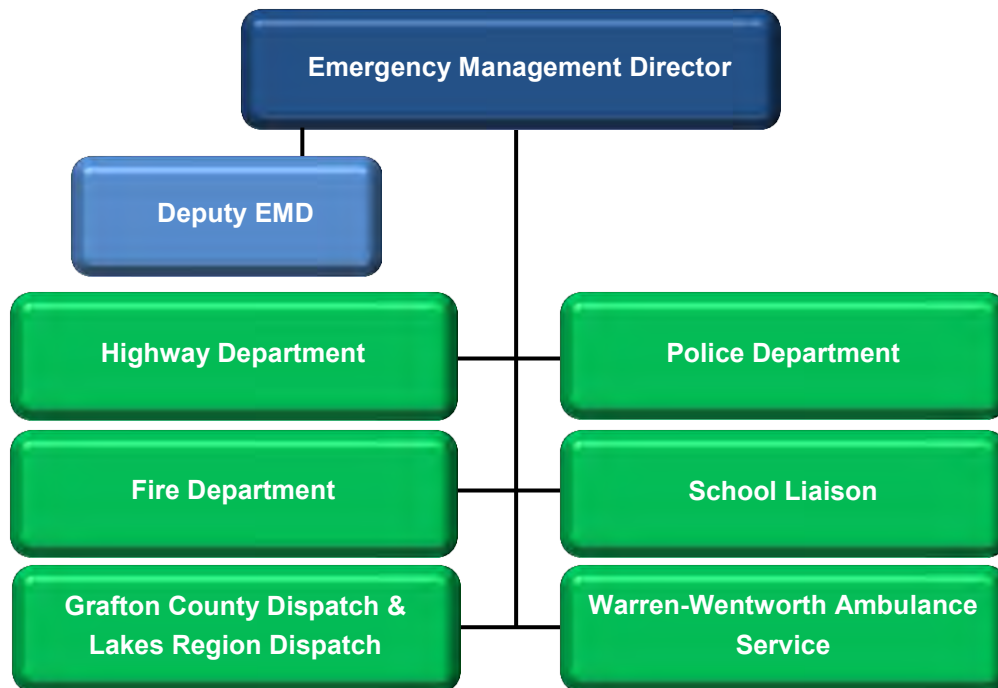 Emergency Management Director
Deputy EMD
Highway Department
Police Department
Fire Department
School Liaison
Grafton County Dispatch &
Lakes Region Dispatch
Warren-Wentworth Ambulance
Service